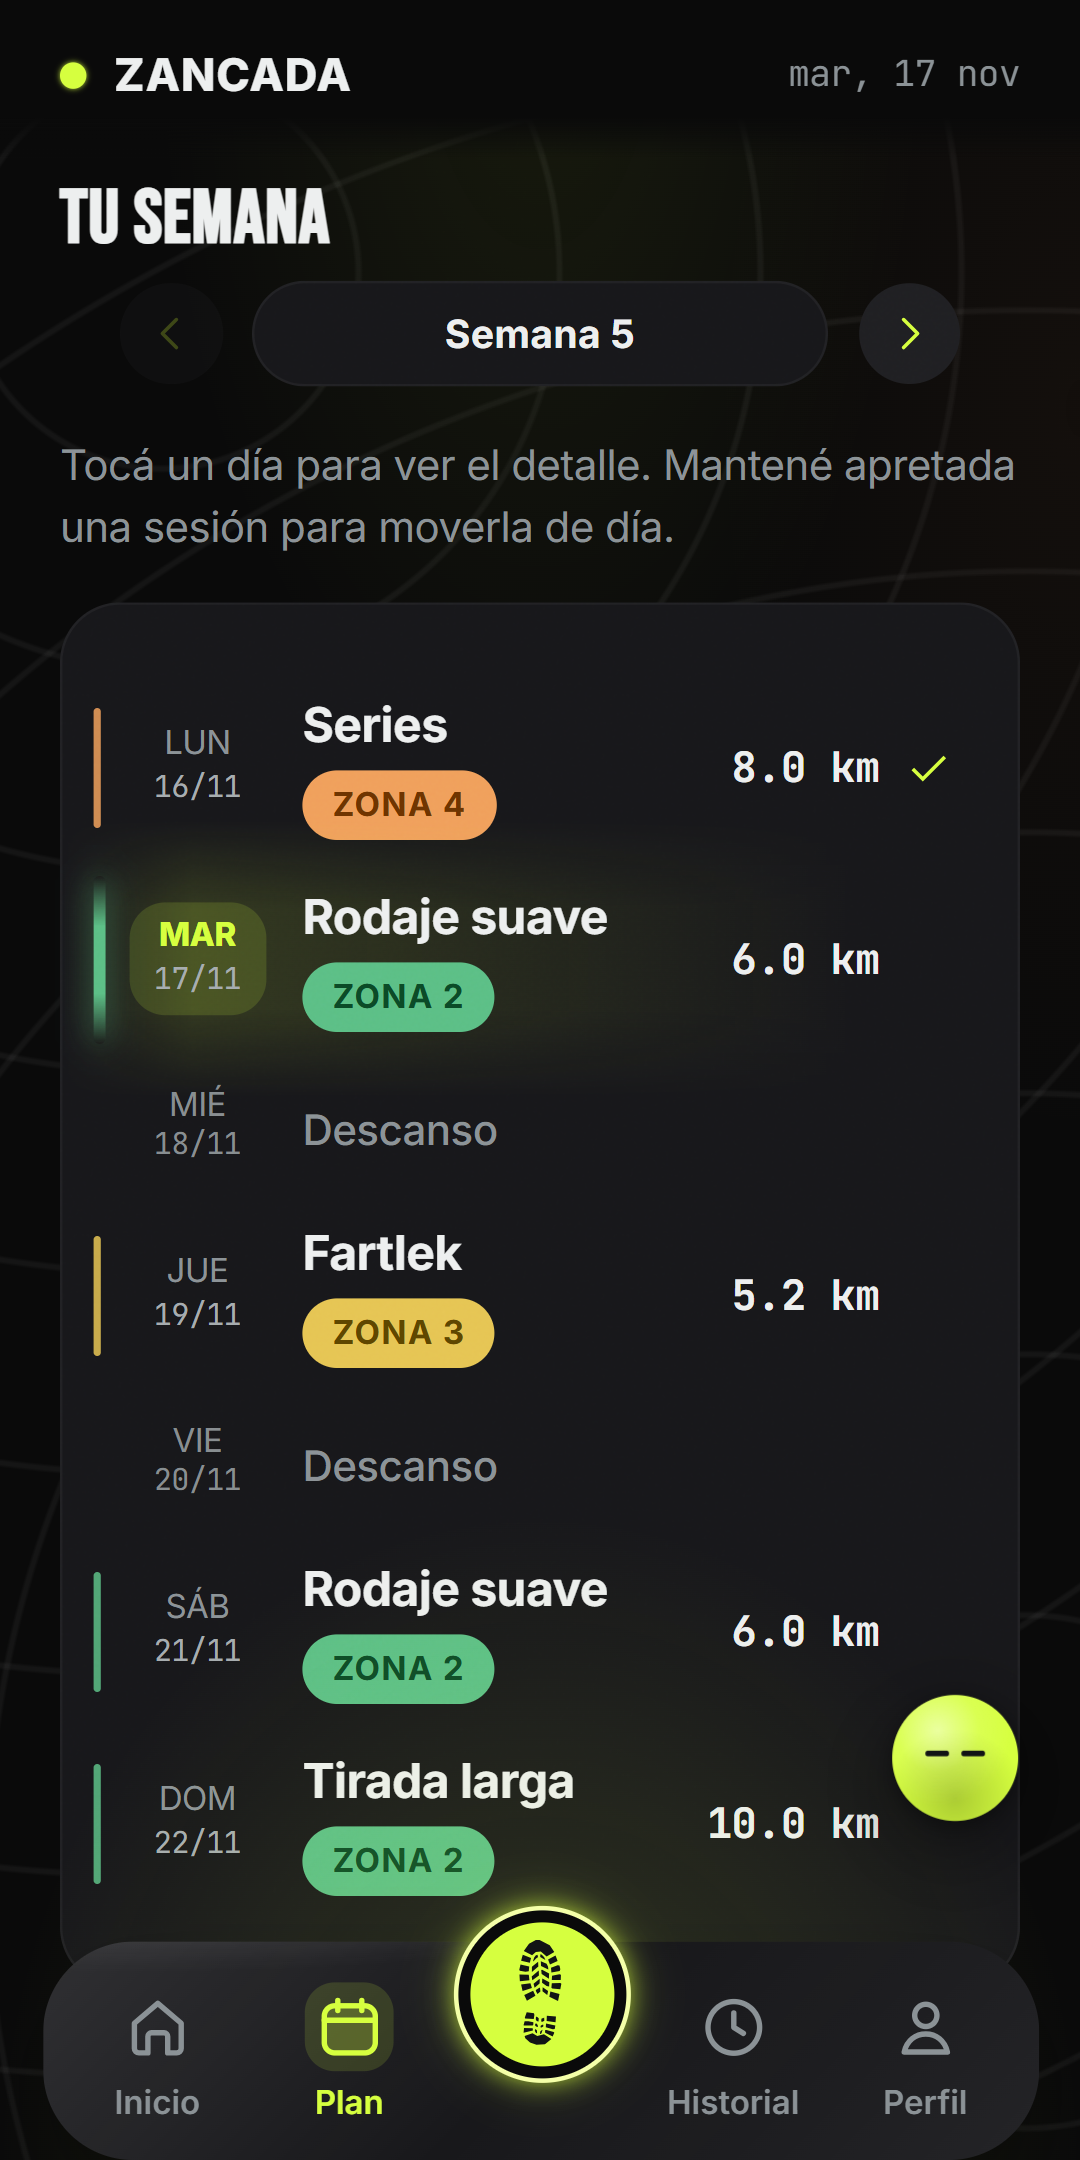 ZANCADA
mar, 17 nov
TU SEMANA
Semana 5
Tocá un día para ver el detalle. Mantené apretada
una sesión para moverla de día.
LUN
16/11
Series
ZONA 4
8.0 km
MAR
17/11
Rodaje suave
ZONA 2
6.0 km
MIÉ
18/11
Descanso
JUE
19/11
Fartlek
ZONA 3
5.2 km
VIE
20/11
Descanso
SÁB
21/11
Rodaje suave
ZONA 2
6.0 km
DOM
22/11
Tirada larga
ZONA 2
10.0 km
Inicio
Plan
Historial
Perfil